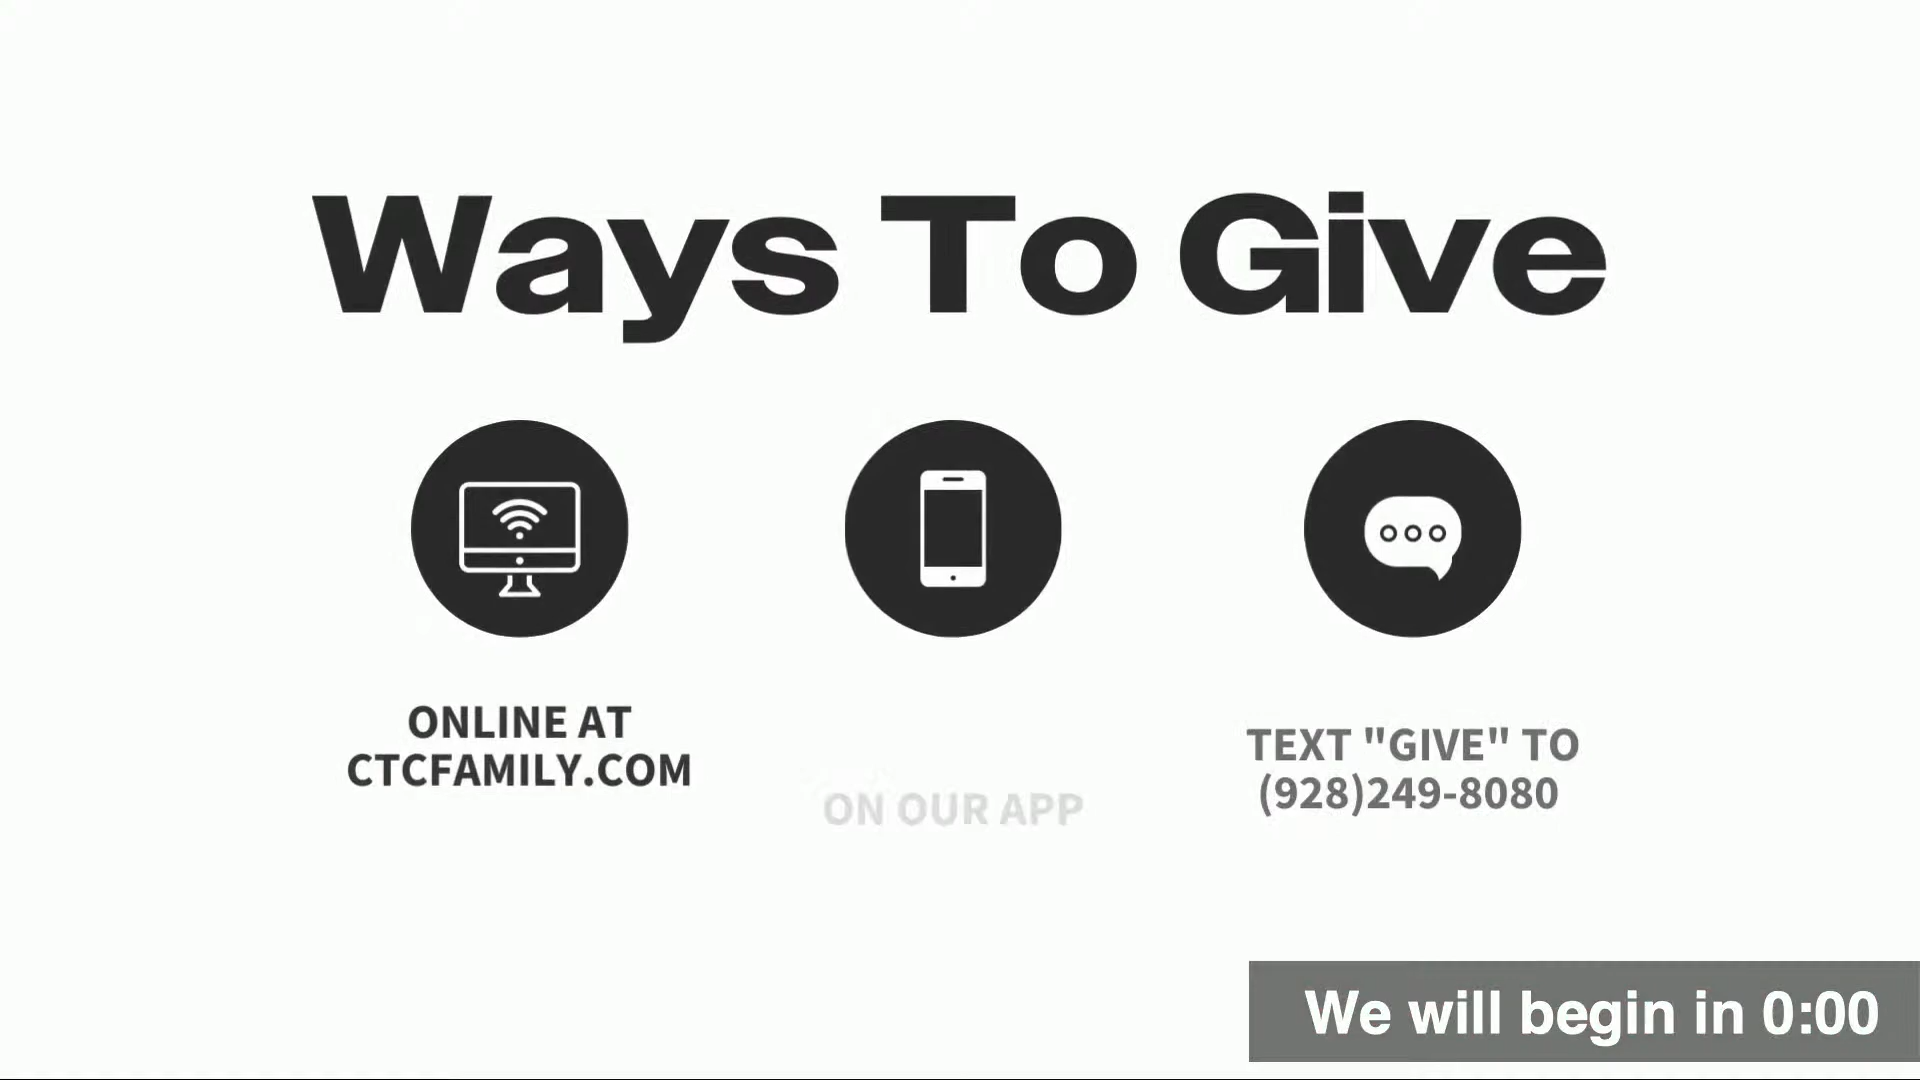 Ways To Give
ONLINE AT
CTCFAMILY.COM
ON OUR APP
TEXT "GIVE" TO
(928)249-8080
We will begin in 0:00